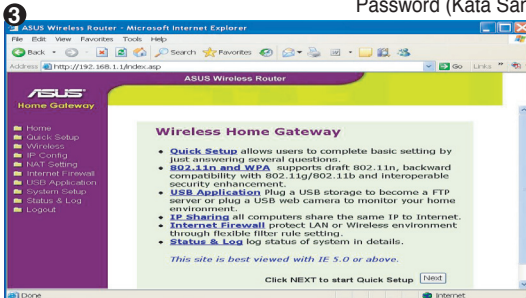 Password (Kata San
3
ASUS Wireless Router - Microsoft Internet Explorer
File Edit View Favorites Tools Help
Back Search Favorites
Address http://192.168.1.1/index.asp Go Links »
ASUS Wireless Router
ASUS
Home Gateway
Home
Quick Setup
Wireless
IP Config
NAT Setting
Internet Firewall
USB Application
System Setup
Status & Log
Logout
Wireless Home Gateway
• Quick Setup allows users to complete basic setting by
just answering several questions.
• 802.11n and WPA supports draft 802.11n, backward
compatibility with 802.11g/802.11b and interoperable
security enhancement.
• USB Application Plug a USB storage to become a FTP
server or plug a USB web camera to monitor your home
environment.
• IP Sharing all computers share the same IP to Internet.
• Internet Firewall protect LAN or Wireless environment
through flexible filter rule setting.
• Status & Log log status of system in details.
This site is best viewed with IE 5.0 or above.
Click NEXT to start Quick Setup Next
Done Internet